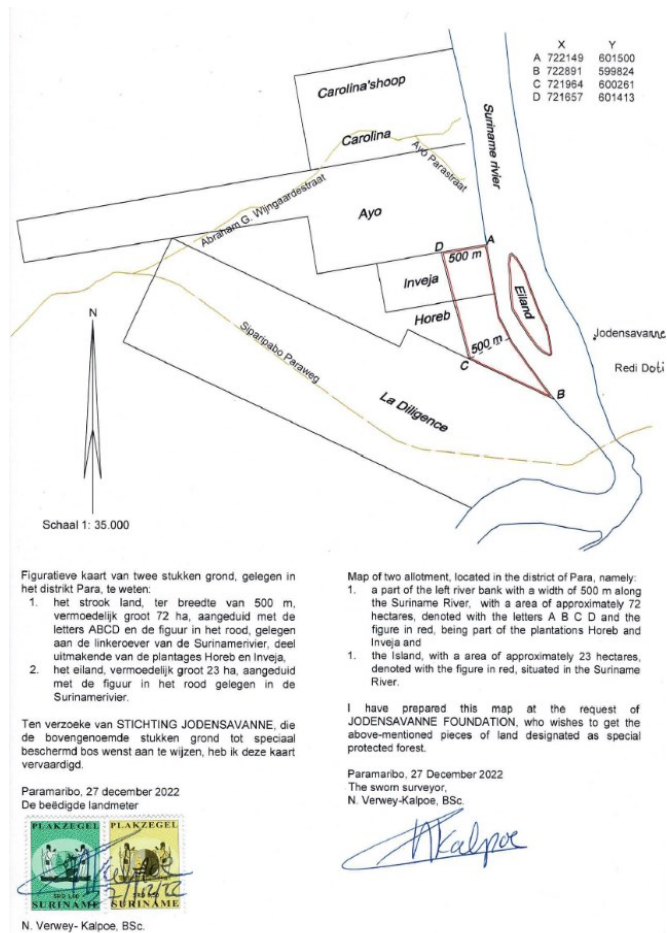 X Y
A 722149 601500
B 722891 599824
C 721964 600261
D 721657 601413
Carolina'shoop
Carolina
Suriname rivier
Ayo Parastraat
Abraham G. Wijngaardestraat
Ayo
D
A
500 m
Inveja
Eiland
Horeb
N
Siparipabo Paraweg
500 m
C
Jodensavanne
Redi Doti
B
La Diligence
Schaal 1: 35.000
Figuratieve kaart van twee stukken grond, gelegen in
het distrikt Para, te weten:
1. het strook land, ter breedte van 500 m,
vermoedelijk groot 72 ha, aangeduid met de
letters ABCD en de figuur in het rood, gelegen
aan de linkeroever van de Surinamerivier, deel
uitmakende van de plantages Horeb en Inveja,
2. het eiland, vermoedelijk groot 23 ha, aangeduid
met de figuur in het rood gelegen in de
Surinamerivier.
Ten verzoeke van STICHTING JODENSAVANNE, die
de bovengenoemde stukken grond tot speciaal
beschermd bos wenst aan te wijzen, heb ik deze kaart
vervaardigd.
Paramaribo, 27 december 2022
De beëdigde landmeter
PLAKZEGEL PLAKZEGEL
SURINAME SURINAME
N. Verwey- Kalpoe, BSc.
Map of two allotment, located in the district of Para, namely:
1. a part of the left river bank with a width of 500 m along
the Suriname River, with a area of approximately 72
hectares, denoted with the letters A B C D and the
figure in red, being part of the plantations Horeb and
Inveja and
1. the Island, with a area of approximately 23 hectares,
denoted with the figure in red, situated in the Suriname
River.
I have prepared this map at the request of
JODENSAVANNE FOUNDATION, who wishes to get the
above-mentioned pieces of land designated as special
protected forest.
Paramaribo, 27 December 2022
The sworn surveyor,
N. Verwey-Kalpoe, BSc.
Kalpoe